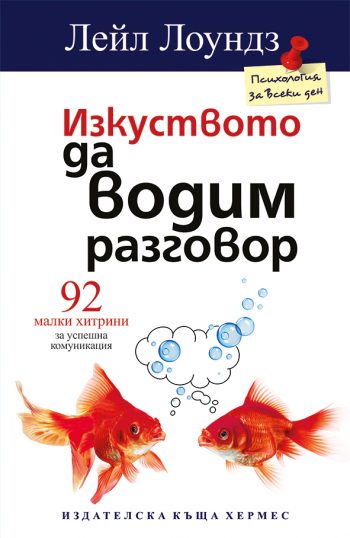 Лейл Лоундз
Психология
за всеки ден
Изкуството
да
водим
разговор
92
малки хитрини
за успешна
комуникация
ИЗДАТЕЛСКА КЪЩА ХЕРМЕС